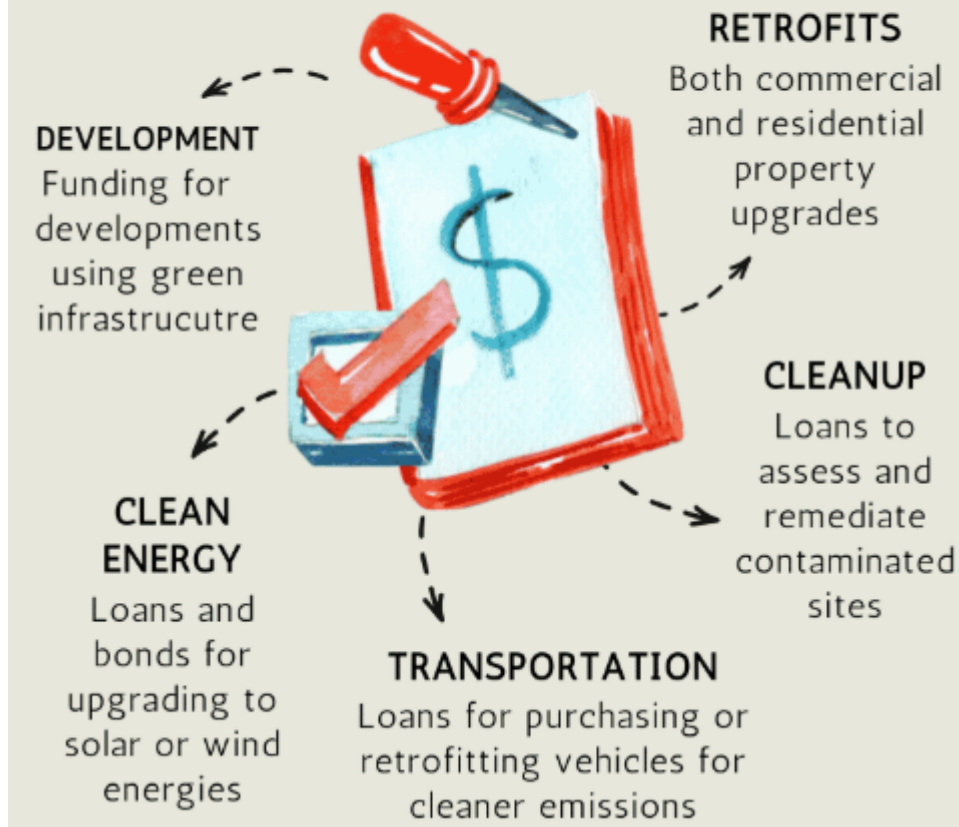 RETROFITS
Both commercial
and residential
property
upgrades
DEVELOPMENT
Funding for
developments
using green
infrastrucutre
$
CLEANUP
Loans to
assess and
remediate
contaminated
sites
CLEAN
ENERGY
Loans and
bonds for
upgrading to
solar or wind
energies
TRANSPORTATION
Loans for purchasing or
retrofitting vehicles for
cleaner emissions